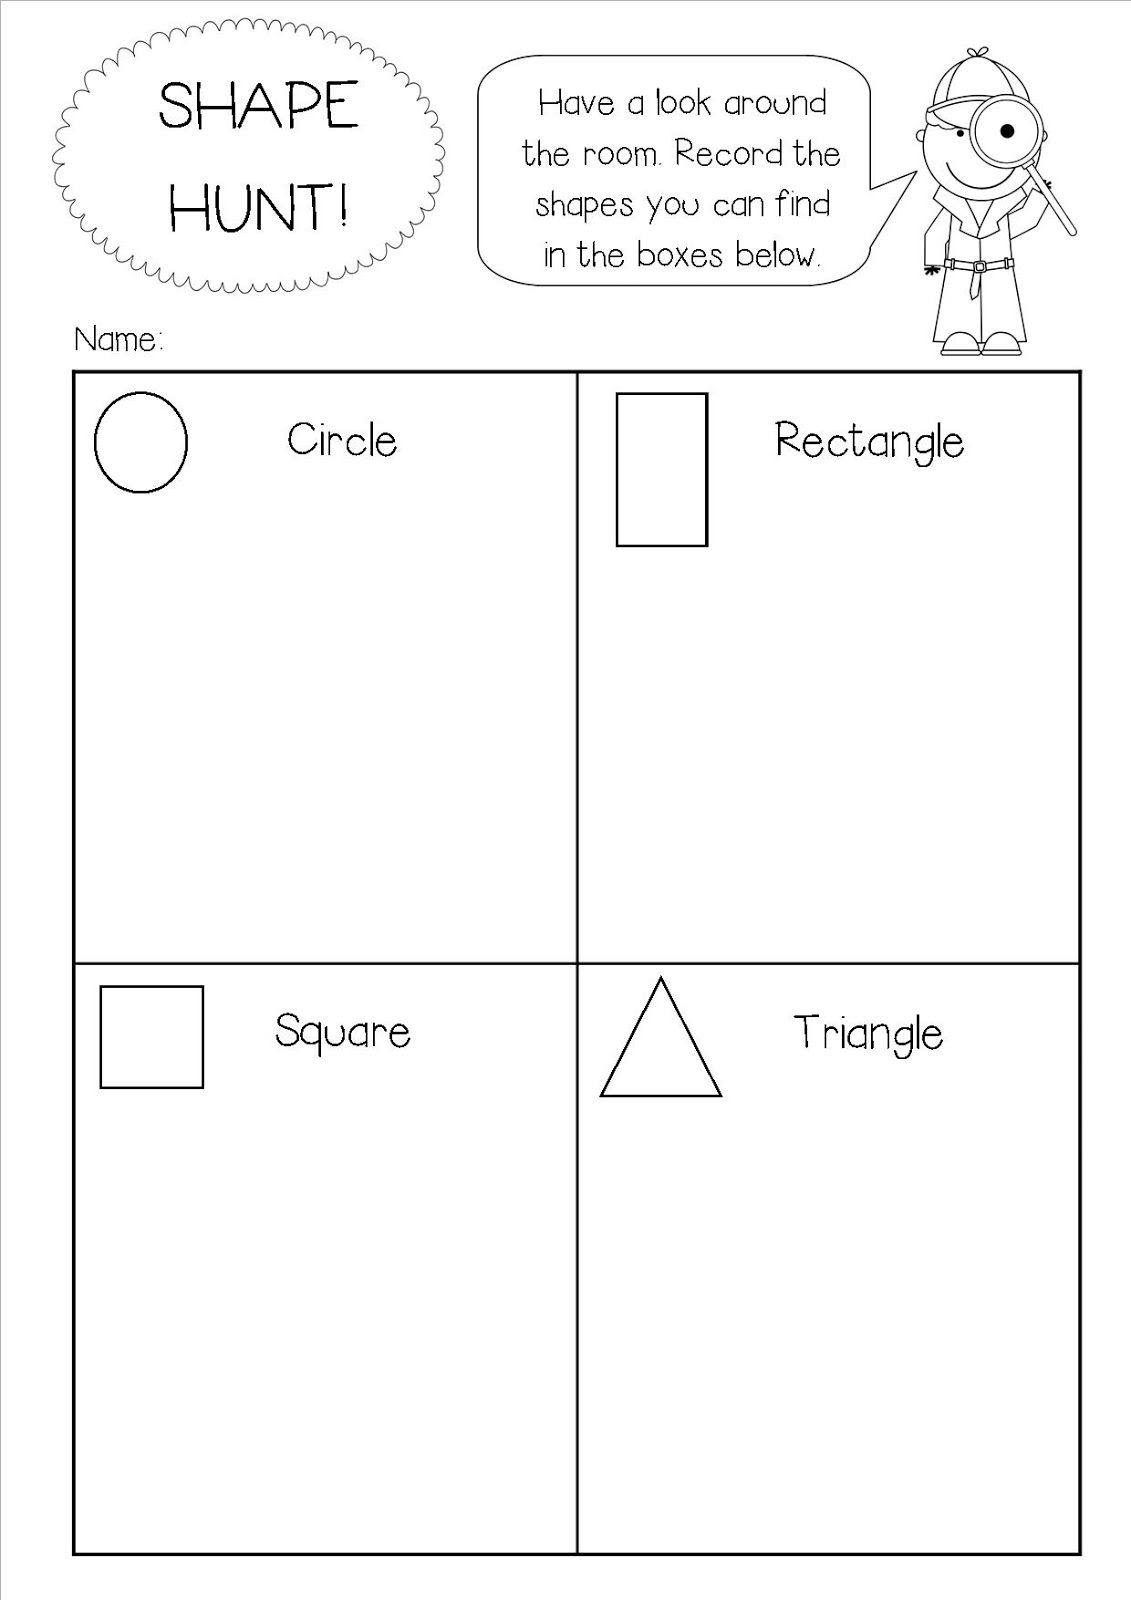 SHAPE
HUNT!
Have a look around
the room. Record the
shapes you can find
in the boxes below.
Name:
Circle
Rectangle
Square
Triangle